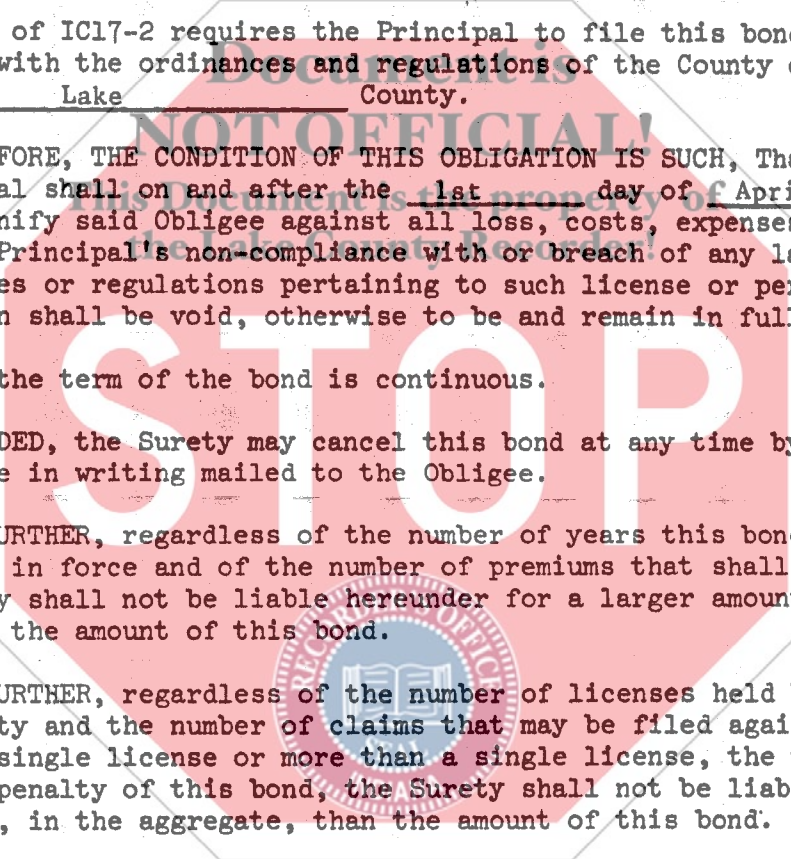 of IC17-2 requires the Principal to file this bond
with the ordinances and regulations of the County o
Lake County.
Document is
NOT OFFICIAL!
This Document is the property of
the Lake County Recorder!
FORE, THE CONDITION OF THIS OBLIGATION IS SUCH, Tha
al shall on and after the 1st day of Apri
nify said Obligee against all loss, costs, expenses
Principal's non-compliance with or breach of any la
es or regulations pertaining to such license or pe
n shall be void, otherwise to be and remain in full
STOP
the term of the bond is continuous.
DED, the Surety may cancel this bond at any time by
e in writing mailed to the Obligee.
URTHER, regardless of the number of years this bon
in force and of the number of premiums that shall
y shall not be liable hereunder for a larger amoun
the amount of this bond.
URTHER, regardless of the number of licenses held
ty and the number of claims that may be filed agai
single license or more than a single license, the
penalty of this bond, the Surety shall not be liab
, in the aggregate, than the amount of this bond.
RECORDER'S OFFICE
SEAL